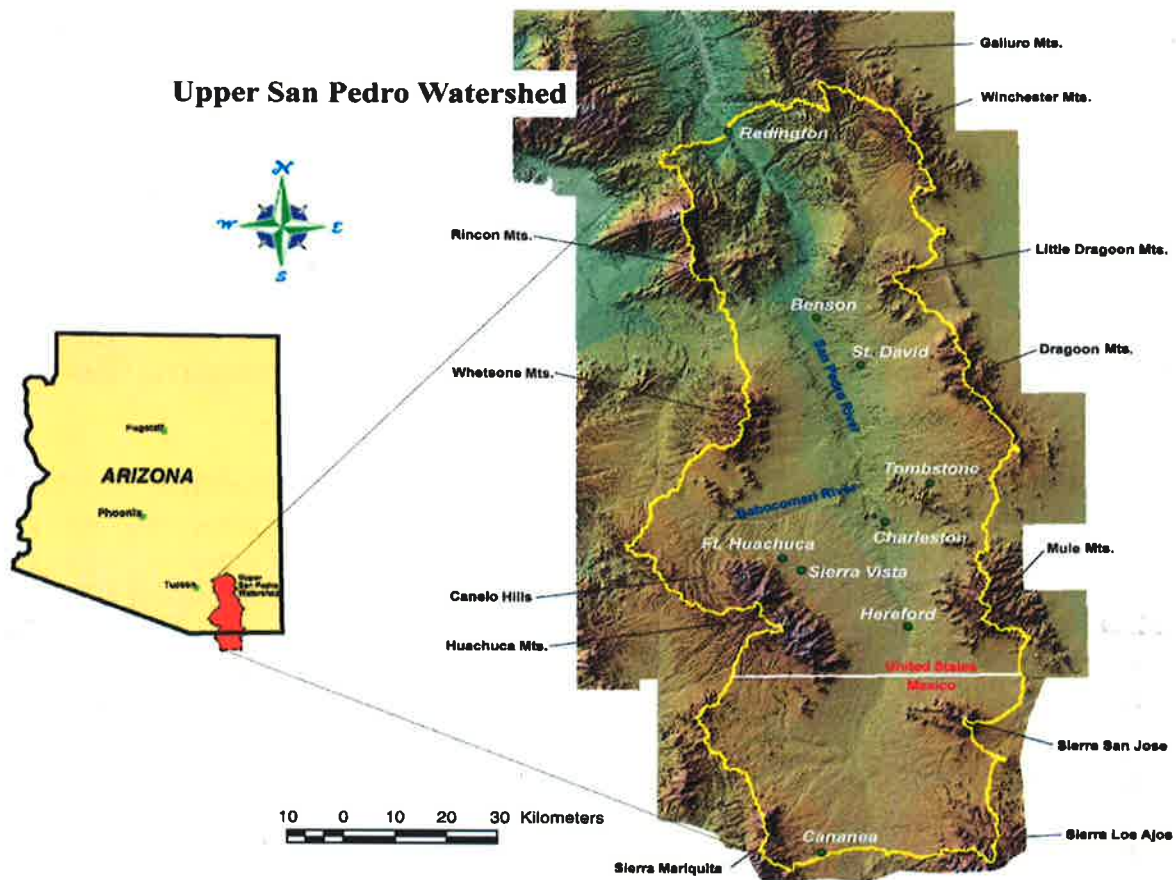 Upper San Pedro Watershed
N
W E
S
Galiuro Mts.
Winchester Mts.
Redington
Rincon Mts.
Little Dragoon Mts.
Benson
San Pedro River
St. David
Dragoon Mts.
Whetsone Mts.
Flagstaff
ARIZONA
Phoenix
Tucson
Upper
San Pedro
Watershed
Tombstone
Babocomari River
Charleston
Ft. Huachuca
Sierra Vista
Mule Mts.
Canelo Hills
Hereford
Huachuca Mts.
United States
Mexico
Sierra San Jose
10 0 10 20 30 Kilometers
Cananea
Sierra Los Ajos
Sierra Mariquita